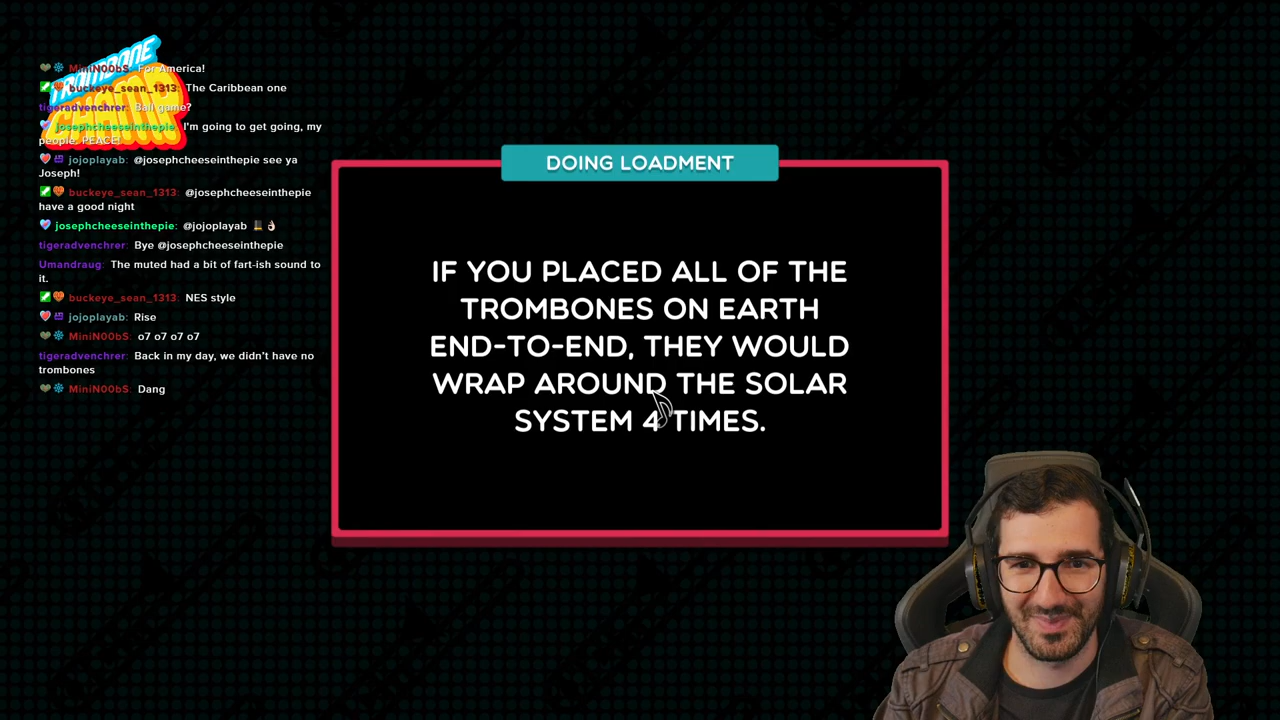 TROMBONE
CHAMP
MiniN00bS: For America!
buckeye_sean_1313: The Caribbean one
tigeradvenchrer: Ball game?
josephcheeseinthepie: I'm going to get going, my
people. PEACE!
jojoplayab: @josephcheeseinthepie see ya
Joseph!
buckeye_sean_1313: @josephcheeseinthepie
have a good night
josephcheeseinthepie: @jojoplayab
tigeradvenchrer: Bye @josephcheeseinthepie
Umandraug: The muted had a bit of fart-ish sound to
it.
buckeye_sean_1313: NES style
jojoplayab: Rise
MiniN00bS: o7 o7 o7 o7
tigeradvenchrer: Back in my day, we didn't have no
trombones
MiniN00bS: Dang
DOING LOADMENT
IF YOU PLACED ALL OF THE
TROMBONES ON EARTH
END-TO-END, THEY WOULD
WRAP AROUND THE SOLAR
SYSTEM 4 TIMES.